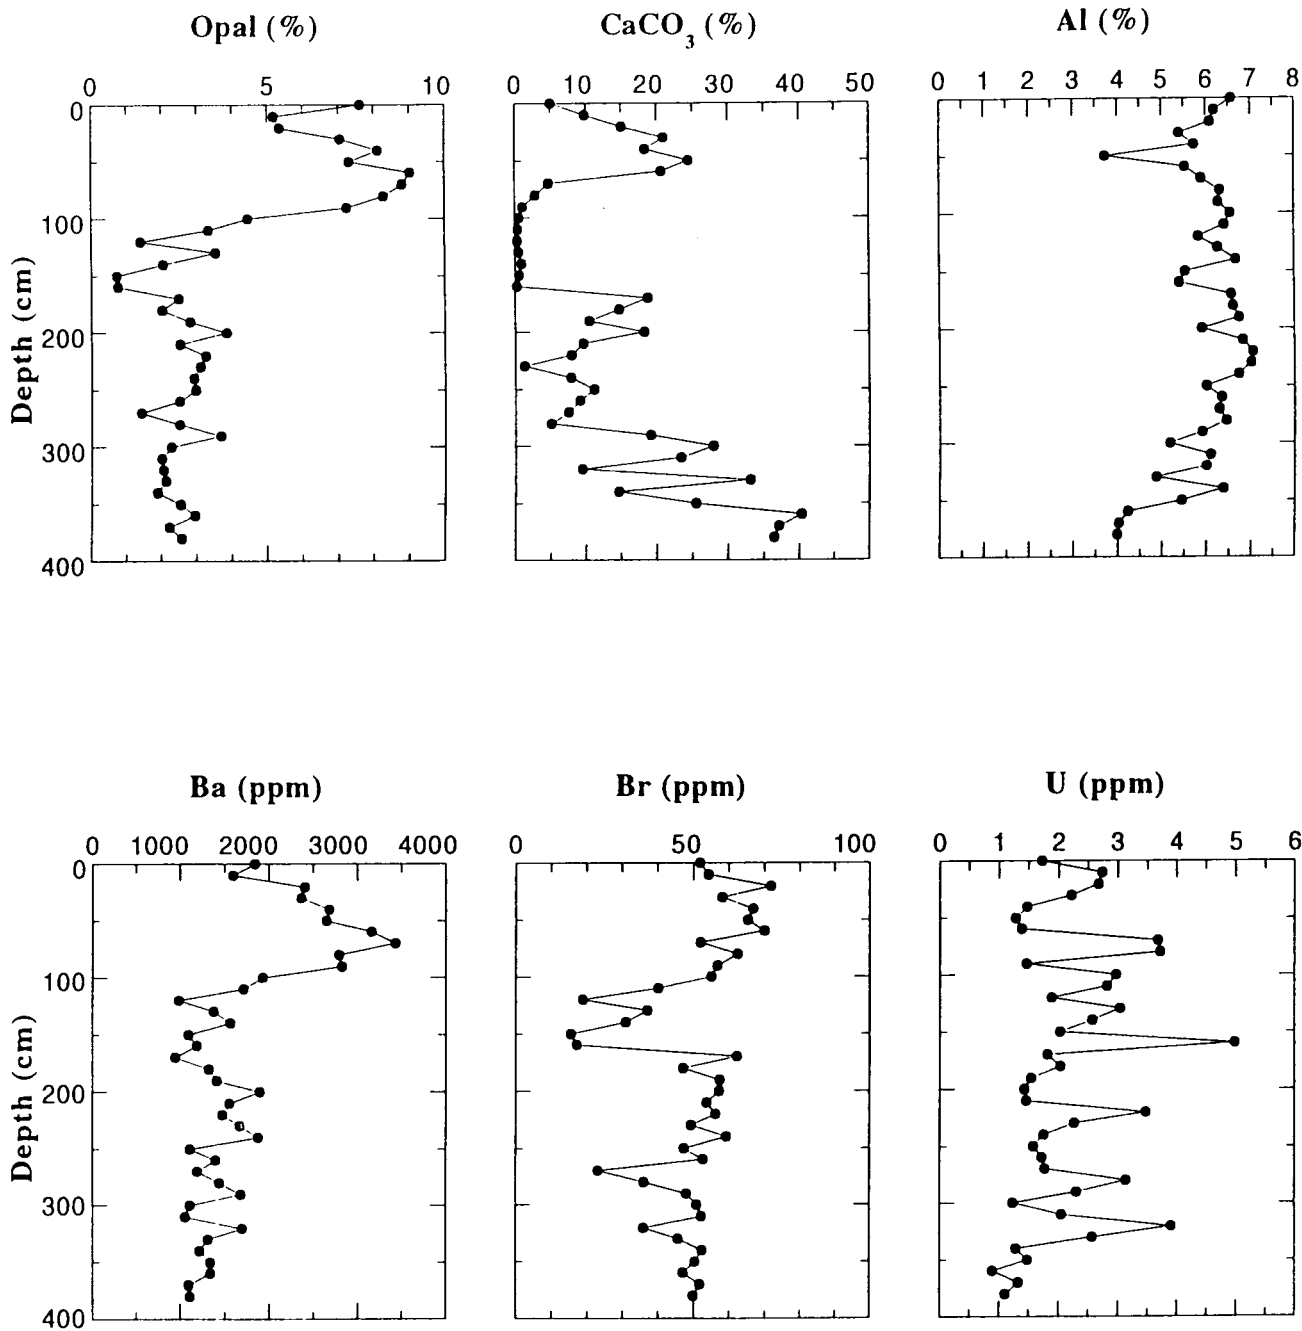 Opal (%)
CaCO3 (%)
Al (%)
0 5 10
0 10 20 30 40 50
0 1 2 3 4 5 6 7 8
0
100
200
300
400
Depth (cm)
Ba (ppm)
Br (ppm)
U (ppm)
0 1000 2000 3000 4000
0 50 100
0 1 2 3 4 5 6
0
100
200
300
400
Depth (cm)